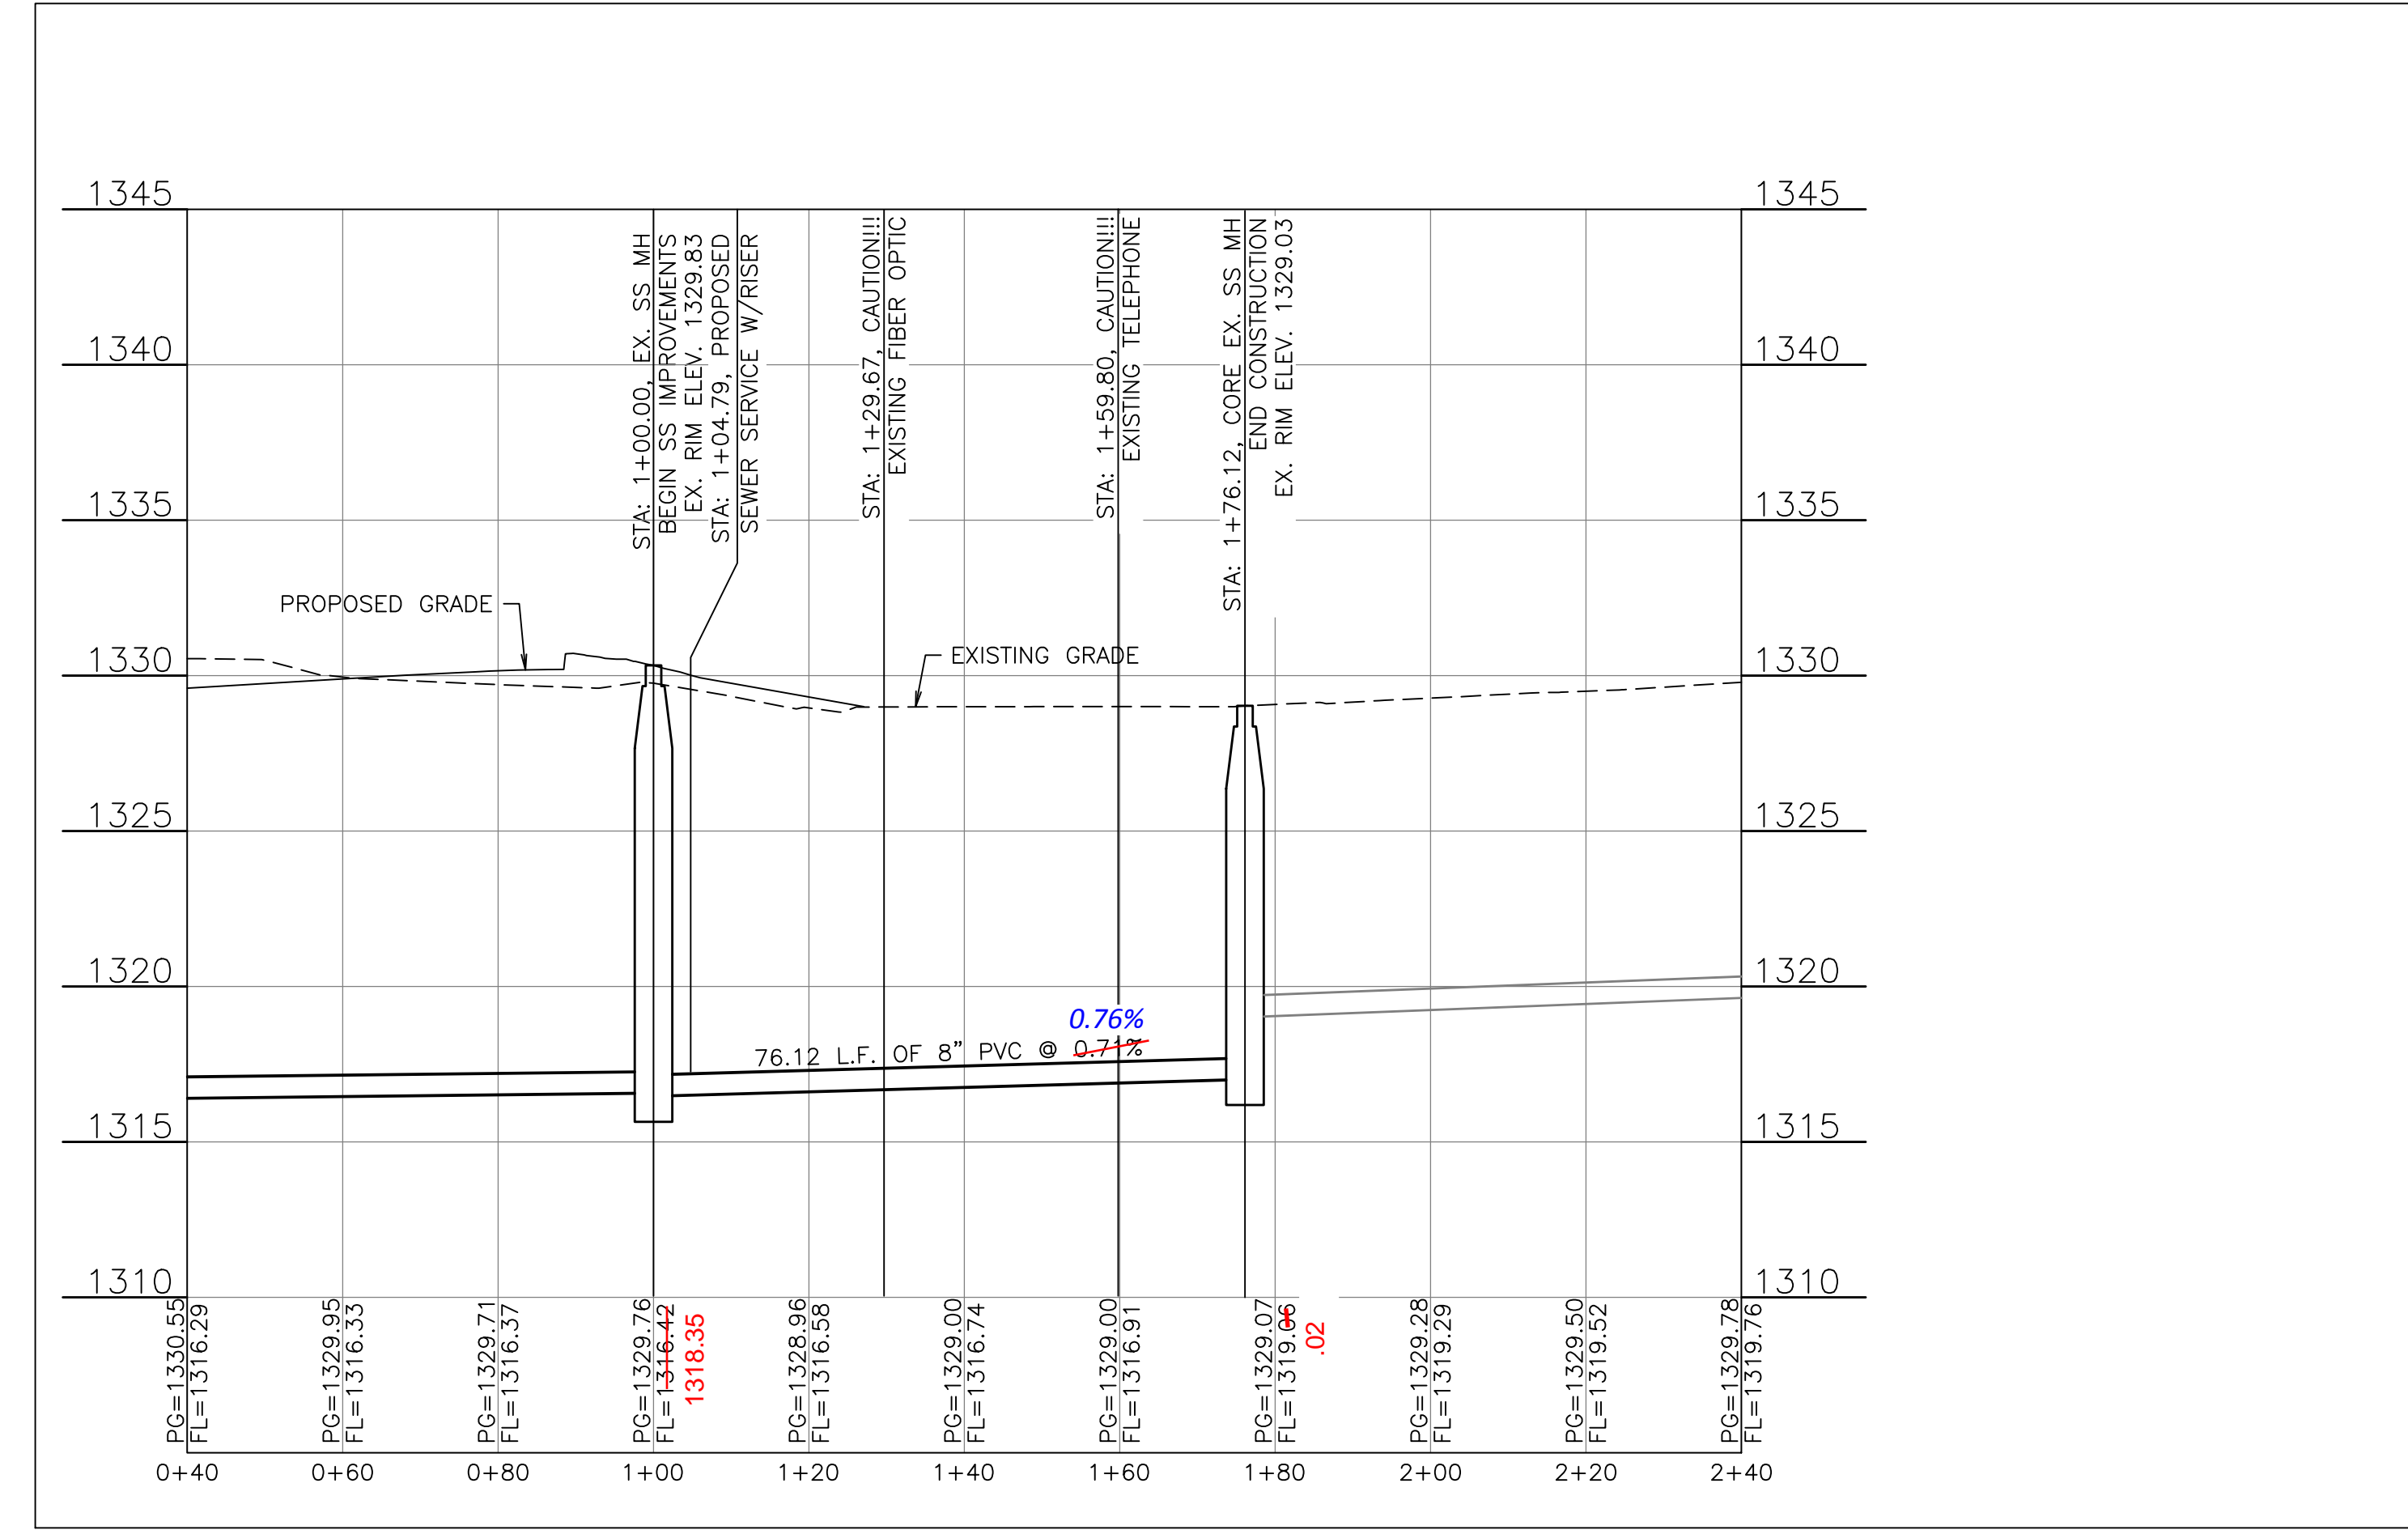 1345
1340
1335
1330
1325
1320
1315
1310
1345
1340
1335
1330
1325
1320
1315
1310
STA: 1+00.00, EX. SS MH
BEGIN SS IMPROVEMENTS
EX. RIM ELEV. 1329.83
STA: 1+04.79, PROPOSED
SEWER SERVICE W/RISER
STA: 1+29.67, CAUTION!!!
EXISTING FIBER OPTIC
STA: 1+59.80, CAUTION!!!
EXISTING TELEPHONE
STA: 1+76.12, CORE EX. SS MH
END CONSTRUCTION
EX. RIM ELEV. 1329.03
PROPOSED GRADE
EXISTING GRADE
0.76%
76.12 L.F. OF 8” PVC @ 0.71%
PG=1330.55
FL=1316.29
PG=1329.95
FL=1316.33
PG=1329.71
FL=1316.37
PG=1329.76
FL=1316.42
1318.35
PG=1328.96
FL=1316.58
PG=1329.00
FL=1316.74
PG=1329.00
FL=1316.91
PG=1329.07
FL=1319.06
.02
PG=1329.28
FL=1319.29
PG=1329.50
FL=1319.52
PG=1329.78
FL=1319.76
0+40
0+60
0+80
1+00
1+20
1+40
1+60
1+80
2+00
2+20
2+40